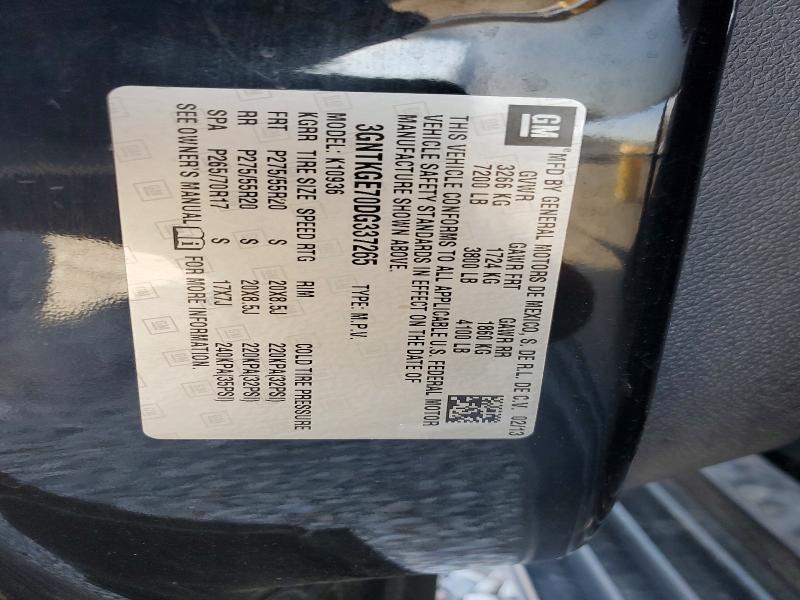 GM
MFD BY GENERAL MOTORS DE MEXICO, S. DE R.L. DE C.V. 02/13
GVWR GAWR FRT GAWR RR
3266 KG 1724 KG 1860 KG
7200 LB 3800 LB 4100 LB
THIS VEHICLE CONFORMS TO ALL APPLICABLE U.S. FEDERAL MOTOR
VEHICLE SAFETY STANDARDS IN EFFECT ON THE DATE OF
MANUFACTURE SHOWN ABOVE.
3GNTKGE70DG337265 TYPE: M.P.V.
MODEL: K10936
KGRR TIRE SIZE SPEED RTG RIM COLD TIRE PRESSURE
FRT P275/55R20 S 20X8.5J 220KPA(32PSI)
RR P275/55R20 S 20X8.5J 220KPA(32PSI)
SPA P265/70R17 S 17X7J 240KPA(35PSI)
SEE OWNER'S MANUAL FOR MORE INFORMATION.